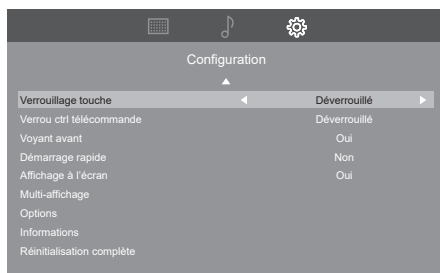 Configuration
Verrouillage touche Déverrouillé
Verrou ctrl télécommande Déverrouillé
Voyant avant Oui
Démarrage rapide Non
Affichage à l'écran Oui
Multi-affichage
Options
Informations
Réinitialisation complète